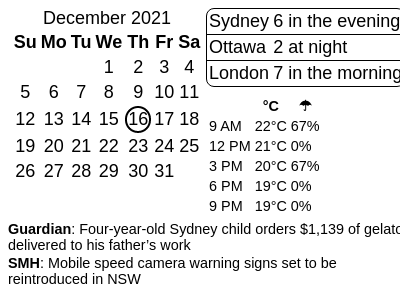 December 2021
Su Mo Tu We Th Fr Sa
1 2 3 4
5 6 7 8 9 10 11
12 13 14 15 16 17 18
19 20 21 22 23 24 25
26 27 28 29 30 31
Sydney 6 in the evening
Ottawa 2 at night
London 7 in the morning
°C ☂
9 AM 22°C 67%
12 PM 21°C 0%
3 PM 20°C 67%
6 PM 19°C 0%
9 PM 19°C 0%
Guardian: Four-year-old Sydney child orders $1,139 of gelato
delivered to his father’s work
SMH: Mobile speed camera warning signs set to be
reintroduced in NSW